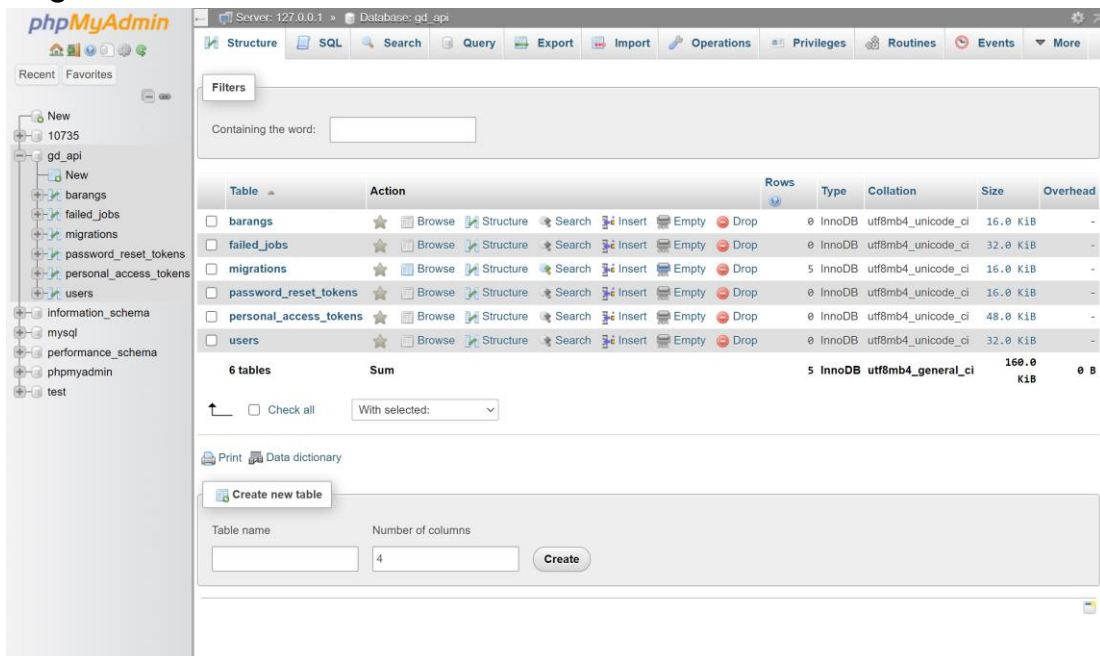 phpMyAdmin
Recent Favorites
New
10735
gd_api
New
barangs
failed_jobs
migrations
password_reset_tokens
personal_access_tokens
users
information_schema
mysql
performance_schema
phpmyadmin
test
Server: 127.0.0.1 » Database: gd_api
Structure SQL Search Query Export Import Operations Privileges Routines Events More
Filters
Containing the word:
Table Action Rows Type Collation Size Overhead
barangs Browse Structure Search Insert Empty Drop 0 InnoDB utf8mb4_unicode_ci 16.0 KiB -
failed_jobs Browse Structure Search Insert Empty Drop 0 InnoDB utf8mb4_unicode_ci 32.0 KiB -
migrations Browse Structure Search Insert Empty Drop 5 InnoDB utf8mb4_unicode_ci 16.0 KiB -
password_reset_tokens Browse Structure Search Insert Empty Drop 0 InnoDB utf8mb4_unicode_ci 16.0 KiB -
personal_access_tokens Browse Structure Search Insert Empty Drop 0 InnoDB utf8mb4_unicode_ci 48.0 KiB -
users Browse Structure Search Insert Empty Drop 0 InnoDB utf8mb4_unicode_ci 32.0 KiB -
6 tables Sum 5 InnoDB utf8mb4_general_ci 160.0 KiB 0 B
Check all With selected:
Print Data dictionary
Create new table
Table name Number of columns
4 Create